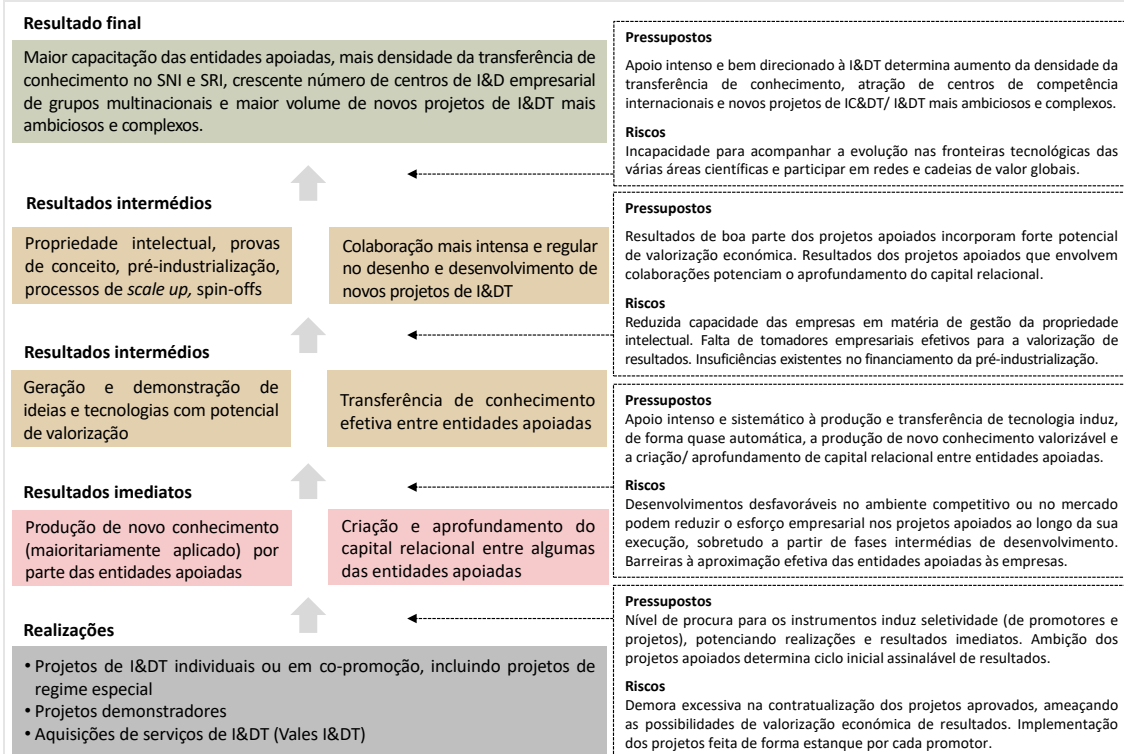 Resultado final
Maior capacitação das entidades apoiadas, mais densidade da transferência de
conhecimento no SNI e SRI, crescente número de centros de I&D empresarial
de grupos multinacionais e maior volume de novos projetos de I&DT mais
ambiciosos e complexos.
Pressupostos
Apoio intenso e bem direcionado à I&DT determina aumento da densidade da
transferência de conhecimento, atração de centros de competência
internacionais e novos projetos de IC&DT/ I&DT mais ambiciosos e complexos.
Riscos
Incapacidade para acompanhar a evolução nas fronteiras tecnológicas das
várias áreas científicas e participar em redes e cadeias de valor globais.
Resultados intermédios
Propriedade intelectual, provas
de conceito, pré-industrialização,
processos de scale up, spin-offs
Colaboração mais intensa e regular
no desenho e desenvolvimento de
novos projetos de I&DT
Pressupostos
Resultados de boa parte dos projetos apoiados incorporam forte potencial
de valorização económica. Resultados dos projetos apoiados que envolvem
colaborações potenciam o aprofundamento do capital relacional.
Riscos
Reduzida capacidade das empresas em matéria de gestão da propriedade
intelectual. Falta de tomadores empresariais efetivos para a valorização de
resultados. Insuficiências existentes no financiamento da pré-industrialização.
Resultados intermédios
Geração e demonstração de
ideias e tecnologias com potencial
de valorização
Transferência de conhecimento
efetiva entre entidades apoiadas
Pressupostos
Apoio intenso e sistemático à produção e transferência de tecnologia induz,
de forma quase automática, a produção de novo conhecimento valorizável e
a criação/ aprofundamento de capital relacional entre entidades apoiadas.
Riscos
Desenvolvimentos desfavoráveis no ambiente competitivo ou no mercado
podem reduzir o esforço empresarial nos projetos apoiados ao longo da sua
execução, sobretudo a partir de fases intermédias de desenvolvimento.
Barreiras à aproximação efetiva das entidades apoiadas às empresas.
Resultados imediatos
Produção de novo conhecimento
(maioritariamente aplicado) por
parte das entidades apoiadas
Criação e aprofundamento do
capital relacional entre algumas
das entidades apoiadas
Pressupostos
Nível de procura para os instrumentos induz seletividade (de promotores e
projetos), potenciando realizações e resultados imediatos. Ambição dos
projetos apoiados determina ciclo inicial assinalável de resultados.
Riscos
Demora excessiva na contratualização dos projetos aprovados, ameaçando
as possibilidades de valorização económica de resultados. Implementação
dos projetos feita de forma estanque por cada promotor.
Realizações
• Projetos de I&DT individuais ou em co-promoção, incluindo projetos de
regime especial
• Projetos demonstradores
• Aquisições de serviços de I&DT (Vales I&DT)